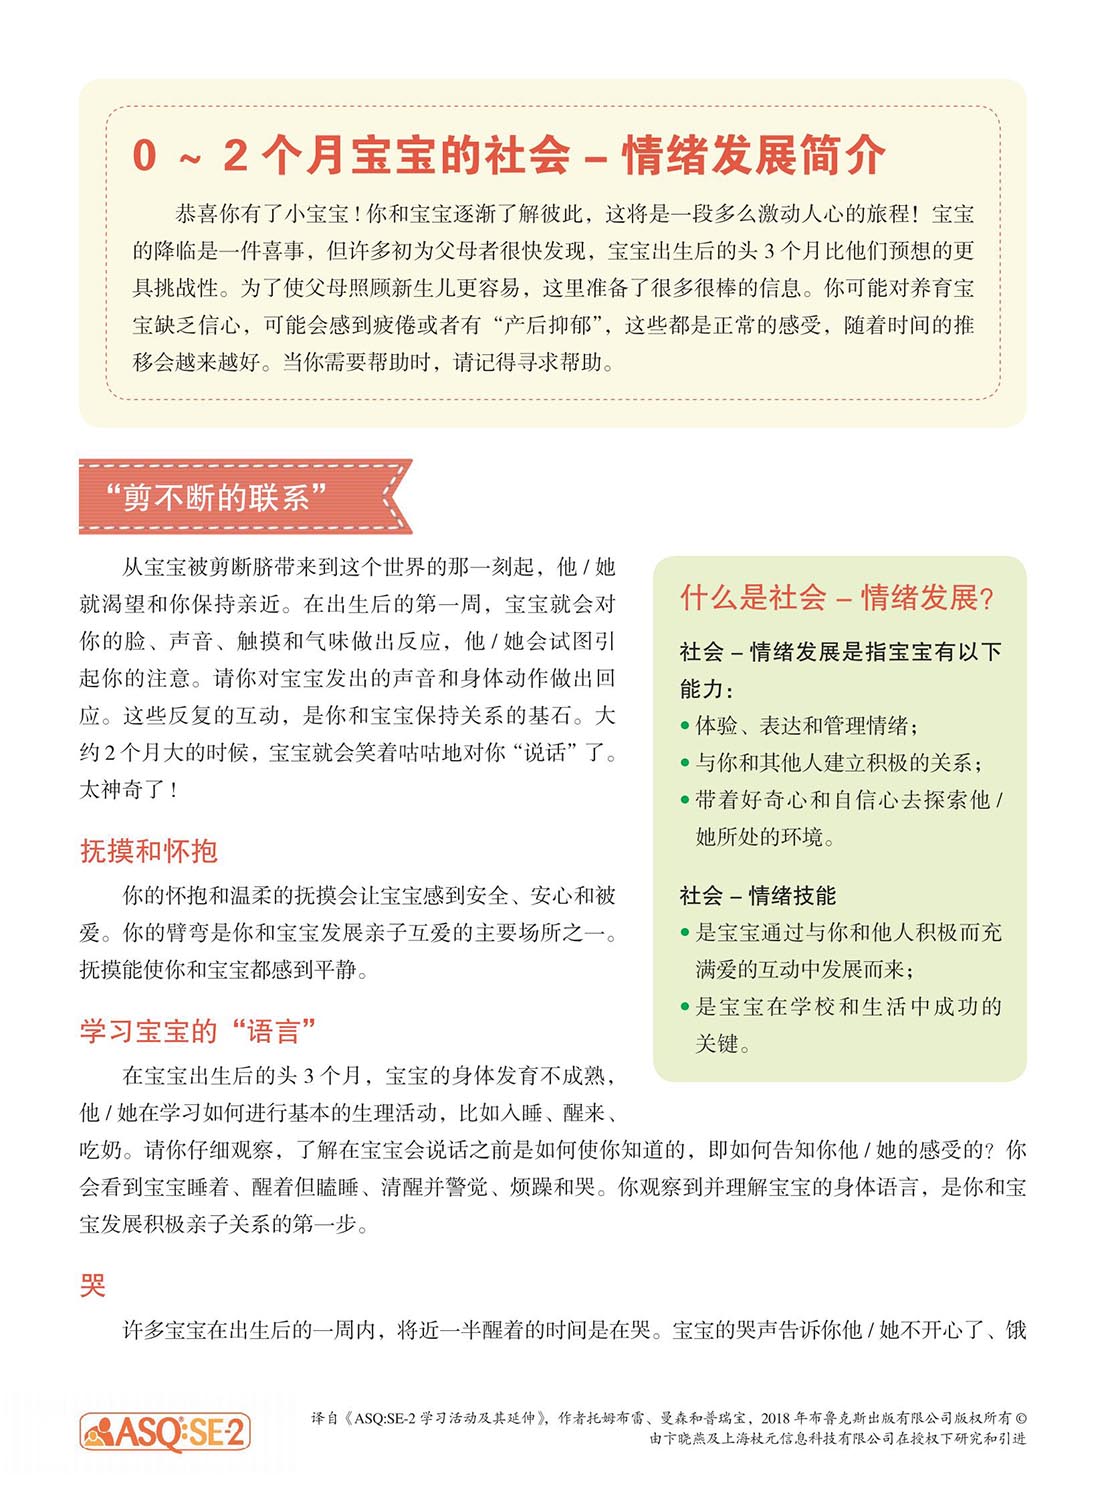 0 ~ 2 个月宝宝的社会 – 情绪发展简介
恭喜你有了小宝宝！你和宝宝逐渐了解彼此，这将是一段多么激动人心的旅程！宝宝
的降临是一件喜事，但许多初为父母者很快发现，宝宝出生后的头 3 个月比他们预想的更
具挑战性。为了使父母照顾新生儿更容易，这里准备了很多很棒的信息。你可能对养育宝
宝缺乏信心，可能会感到疲倦或者有“产后抑郁”，这些都是正常的感受，随着时间的推
移会越来越好。当你需要帮助时，请记得寻求帮助。
“剪不断的联系”
从宝宝被剪断脐带来到这个世界的那一刻起，他 / 她
就渴望和你保持亲近。在出生后的第一周，宝宝就会对
你的脸、声音、触摸和气味做出反应，他 / 她会试图引
起你的注意。请你对宝宝发出的声音和身体动作做出回
应。这些反复的互动，是你和宝宝保持关系的基石。大
约 2 个月大的时候，宝宝就会笑着咕咕地对你“说话”了。
太神奇了！
抚摸和怀抱
你的怀抱和温柔的抚摸会让宝宝感到安全、安心和被
爱。你的臂弯是你和宝宝发展亲子互爱的主要场所之一。
抚摸能使你和宝宝都感到平静。
学习宝宝的“语言”
在宝宝出生后的头 3 个月，宝宝的身体发育不成熟，
他 / 她在学习如何进行基本的生理活动，比如入睡、醒来、
吃奶。请你仔细观察，了解在宝宝会说话之前是如何使你知道的，即如何告知你他 / 她的感受的？你
会看到宝宝睡着、醒着但瞌睡、清醒并警觉、烦躁和哭。你观察到并理解宝宝的身体语言，是你和宝
宝发展积极亲子关系的第一步。
哭
许多宝宝在出生后的一周内，将近一半醒着的时间是在哭。宝宝的哭声告诉你他 / 她不开心了、饿
什么是社会 – 情绪发展？
社会 – 情绪发展是指宝宝有以下
能力：
• 体验、表达和管理情绪；
• 与你和其他人建立积极的关系；
• 带着好奇心和自信心去探索他 /
她所处的环境。
社会 – 情绪技能
• 是宝宝通过与你和他人积极而充
满爱的互动中发展而来；
• 是宝宝在学校和生活中成功的
关键。
ASQ:SE-2
译自《ASQ:SE-2 学习活动及其延伸》，作者托姆布雷、曼森和普瑞宝，2018 年布鲁克斯出版有限公司版权所有 ©
由卞晓燕及上海杖元信息科技有限公司在授权下研究和引进